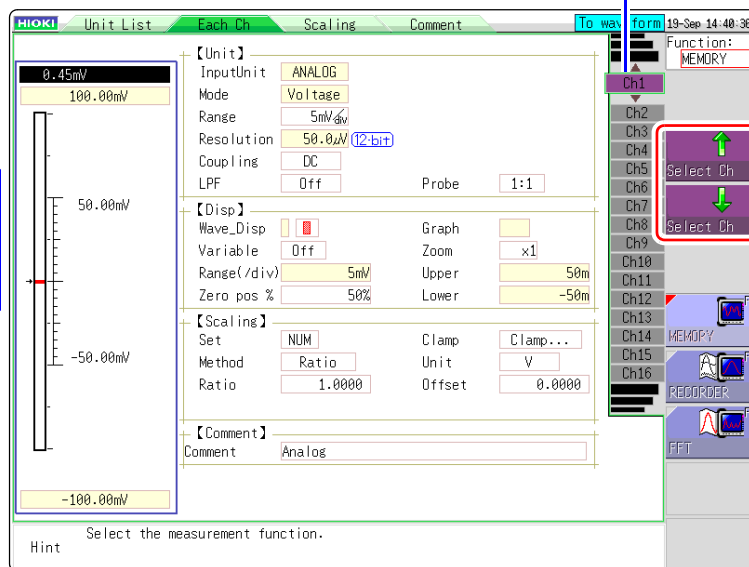 HIOKI Unit List Each Ch Scaling Comment To waveform 19-Sep 14:40:36
Function:
MEMORY
0.45mV
100.00mV
50.00mV
-50.00mV
-100.00mV
【Unit】
InputUnit ANALOG
Mode Voltage
Range 5mV/div
Resolution 50.0μV (12-bit)
Coupling DC
LPF Off Probe 1:1
【Disp】
Wave_Disp Graph
Variable Off Zoom x1
Range(/div) 5mV Upper 50m
Zero pos % 50% Lower -50m
【Scaling】
Set NUM Clamp Clamp...
Method Ratio Unit V
Ratio 1.0000 Offset 0.0000
【Comment】
Comment Analog
Ch1
Ch2
Ch3
Ch4
Ch5
Ch6
Ch7
Ch8
Ch9
Ch10
Ch11
Ch12
Ch13
Ch14
Ch15
Ch16
Select Ch
Select Ch
MEMORY
RECORDER
FFT
Select the measurement function.
Hint